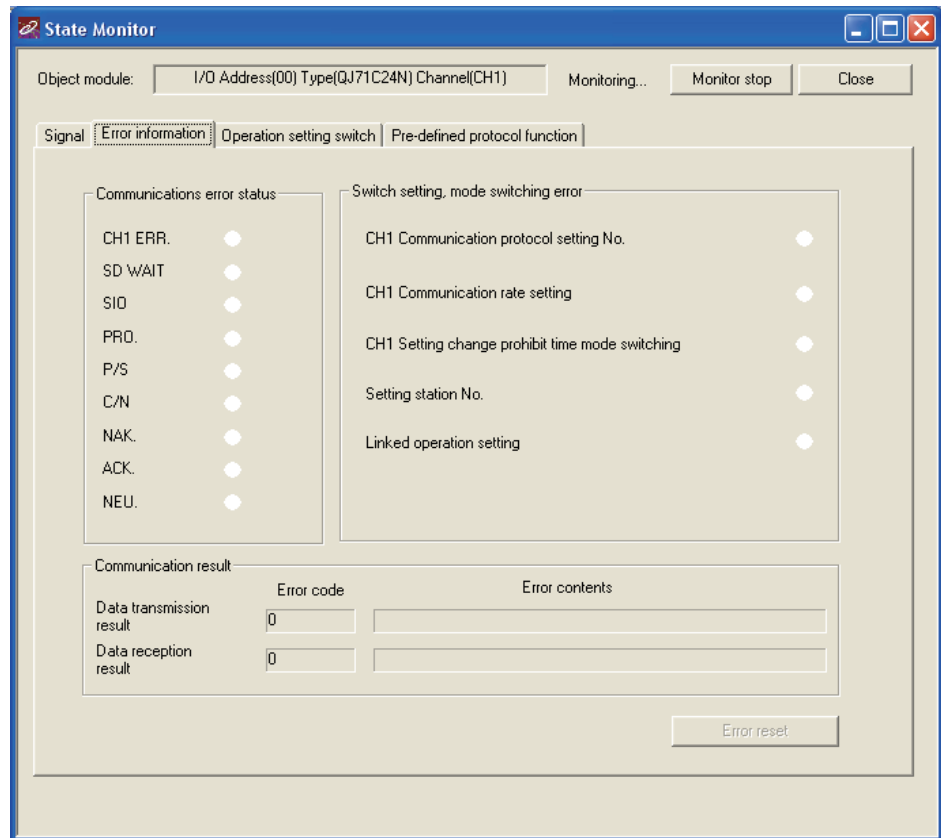 State Monitor
Object module: I/O Address(00) Type(QJ71C24N) Channel(CH1) Monitoring... Monitor stop Close
Signal Error information Operation setting switch Pre-defined protocol function
Communications error status
CH1 ERR.
SD WAIT
SIO
PRO.
P/S
C/N
NAK.
ACK.
NEU.
Switch setting, mode switching error
CH1 Communication protocol setting No.
CH1 Communication rate setting
CH1 Setting change prohibit time mode switching
Setting station No.
Linked operation setting
Communication result
Error code Error contents
Data transmission
result
0
Data reception
result
0
Error reset